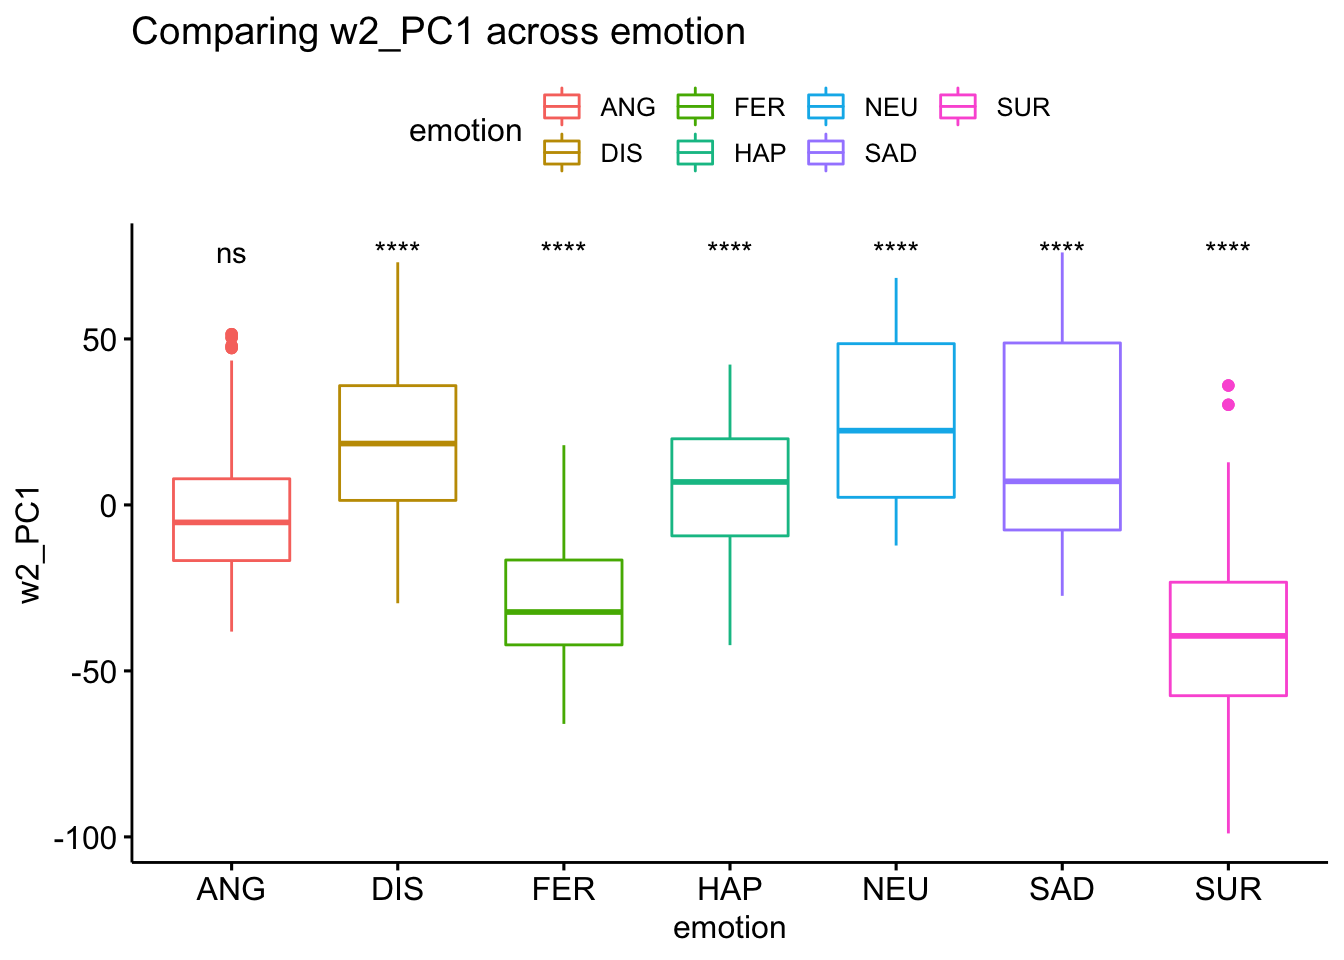 Comparing w2_PC1 across emotion
emotion ANG FER NEU SUR
DIS HAP SAD
ns **** **** **** **** **** ****
w2_PC1
50
0
-50
-100
ANG DIS FER HAP NEU SAD SUR
emotion